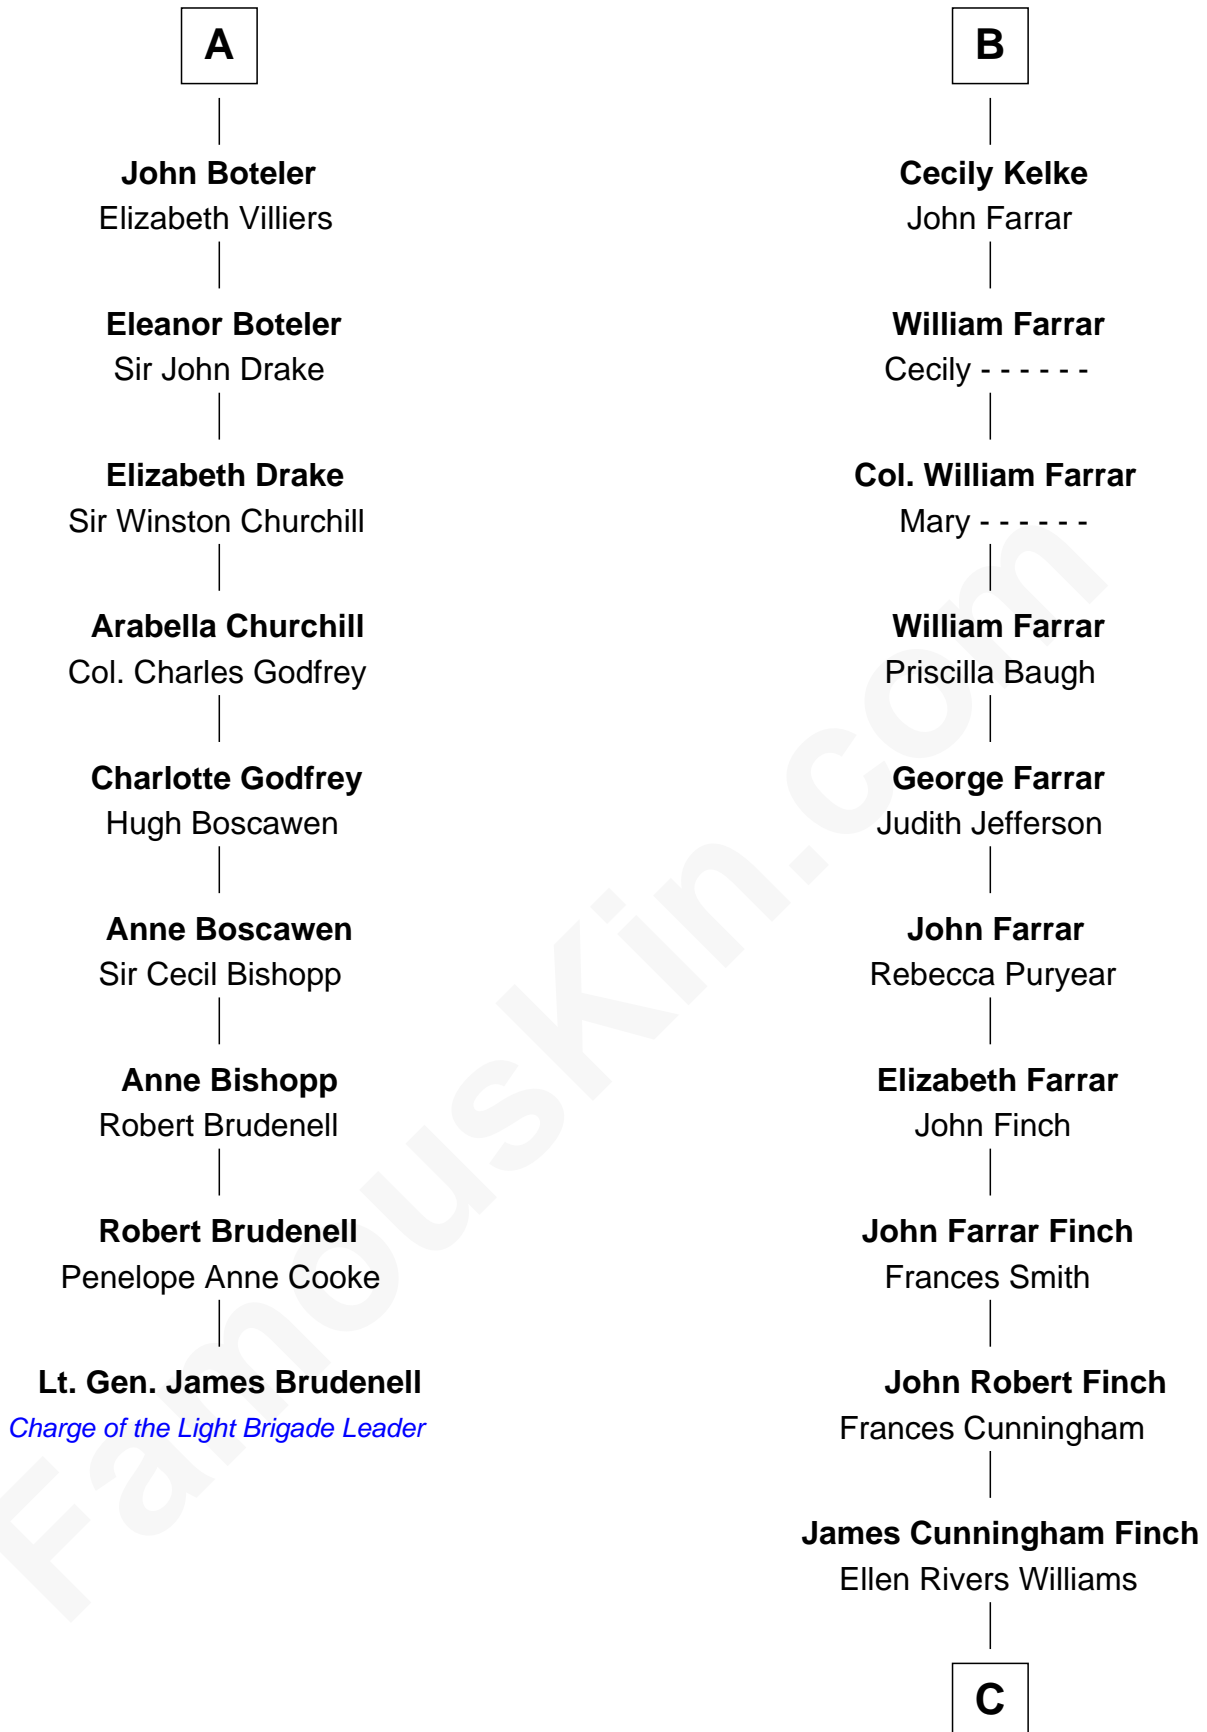 A
John Boteler
Elizabeth Villiers
Eleanor Boteler
Sir John Drake
Elizabeth Drake
Sir Winston Churchill
Arabella Churchill
Col. Charles Godfrey
Charlotte Godfrey
Hugh Boscawen
Anne Boscawen
Sir Cecil Bishopp
Anne Bishopp
Robert Brudenell
Robert Brudenell
Penelope Anne Cooke
Lt. Gen. James Brudenell
Charge of the Light Brigade Leader
B
Cecily Kelke
John Farrar
William Farrar
Cecily - - - - - -
Col. William Farrar
Mary - - - - - -
William Farrar
Priscilla Baugh
George Farrar
Judith Jefferson
John Farrar
Rebecca Puryear
Elizabeth Farrar
John Finch
John Farrar Finch
Frances Smith
John Robert Finch
Frances Cunningham
James Cunningham Finch
Ellen Rivers Williams
C
FamousKin.com